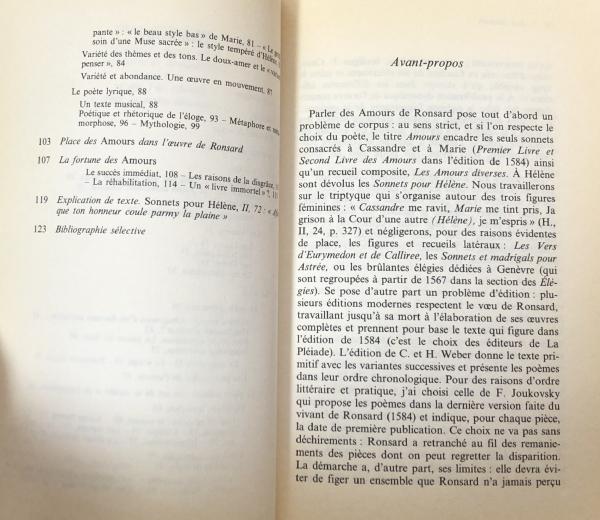 pante » : « le beau style bas » de Marie, 81 – « Le
soin d'une Muse sacrée » : le style tempéré d'Hélène,
Variété des thèmes et des tons. Le doux-amer et le «
penser », 84
Variété et abondance. Une œuvre en mouvement, 87
Le poète lyrique, 88
Un texte musical, 88
Poétique et rhétorique de l'éloge, 93 – Métaphore et
morphose, 96 – Mythologie, 99
103 Place des Amours dans l'œuvre de Ronsard
107 La fortune des Amours
Le succès immédiat, 108 – Les raisons de la disgrâce,
– La réhabilitation, 114 – Un « livre immortel »
119 Explication de texte. Sonnets pour Hélène, II, 72 : «
que ton honneur coule parmy la plaine »
123 Bibliographie sélective
Avant-propos
Parler des Amours de Ronsard pose tout d'abord un
problème de corpus : au sens strict, et si l'on respecte le
choix du poète, le titre Amours encadre les seuls sonnets
consacrés à Cassandre et à Marie (Premier Livre et
Second Livre des Amours dans l'édition de 1584) ainsi
qu'un recueil composite, Les Amours diverses. À Hélène
sont dévolus les Sonnets pour Hélène. Nous travaillerons
sur le triptyque qui s'organise autour des trois figures
féminines : « Cassandre me ravit, Marie me tint pris, Ja
grison à la Cour d'une autre (Hélène), je m'espris » (H.,
II, 24, p. 327) et négligerons, pour des raisons évidentes
de place, les figures et recueils latéraux : Les Vers
d'Eurymedon et de Calliree, les Sonnets et madrigals pour
Astrée, ou les brûlantes élégies dédiées à Genèvre (qui
sont regroupées à partir de 1567 dans la section des Élé-
gies). Se pose d'autre part un problème d'édition : plu-
sieurs éditions modernes respectent le vœu de Ronsard,
travaillant jusqu'à sa mort à l'élaboration de ses œuvres
complètes et prennent pour base le texte qui figure dans
l'édition de 1584 (c'est le choix des éditeurs de La
Pléiade). L'édition de C. et H. Weber donne le texte pri-
mitif avec les variantes successives et présente les poèmes
dans leur ordre chronologique. Pour des raisons d'ordre
littéraire et pratique, j'ai choisi celle de F. Joukovsky
qui propose les poèmes dans la dernière version faite du
vivant de Ronsard (1584) et indique, pour chaque pièce,
la date de première publication. Ce choix ne va pas sans
déchirements : Ronsard a retranché au fil des remanie-
ments des pièces dont on peut regretter la disparition.
La démarche a, d'autre part, ses limites : elle devra évi-
ter de figer un ensemble que Ronsard n'a jamais perçu